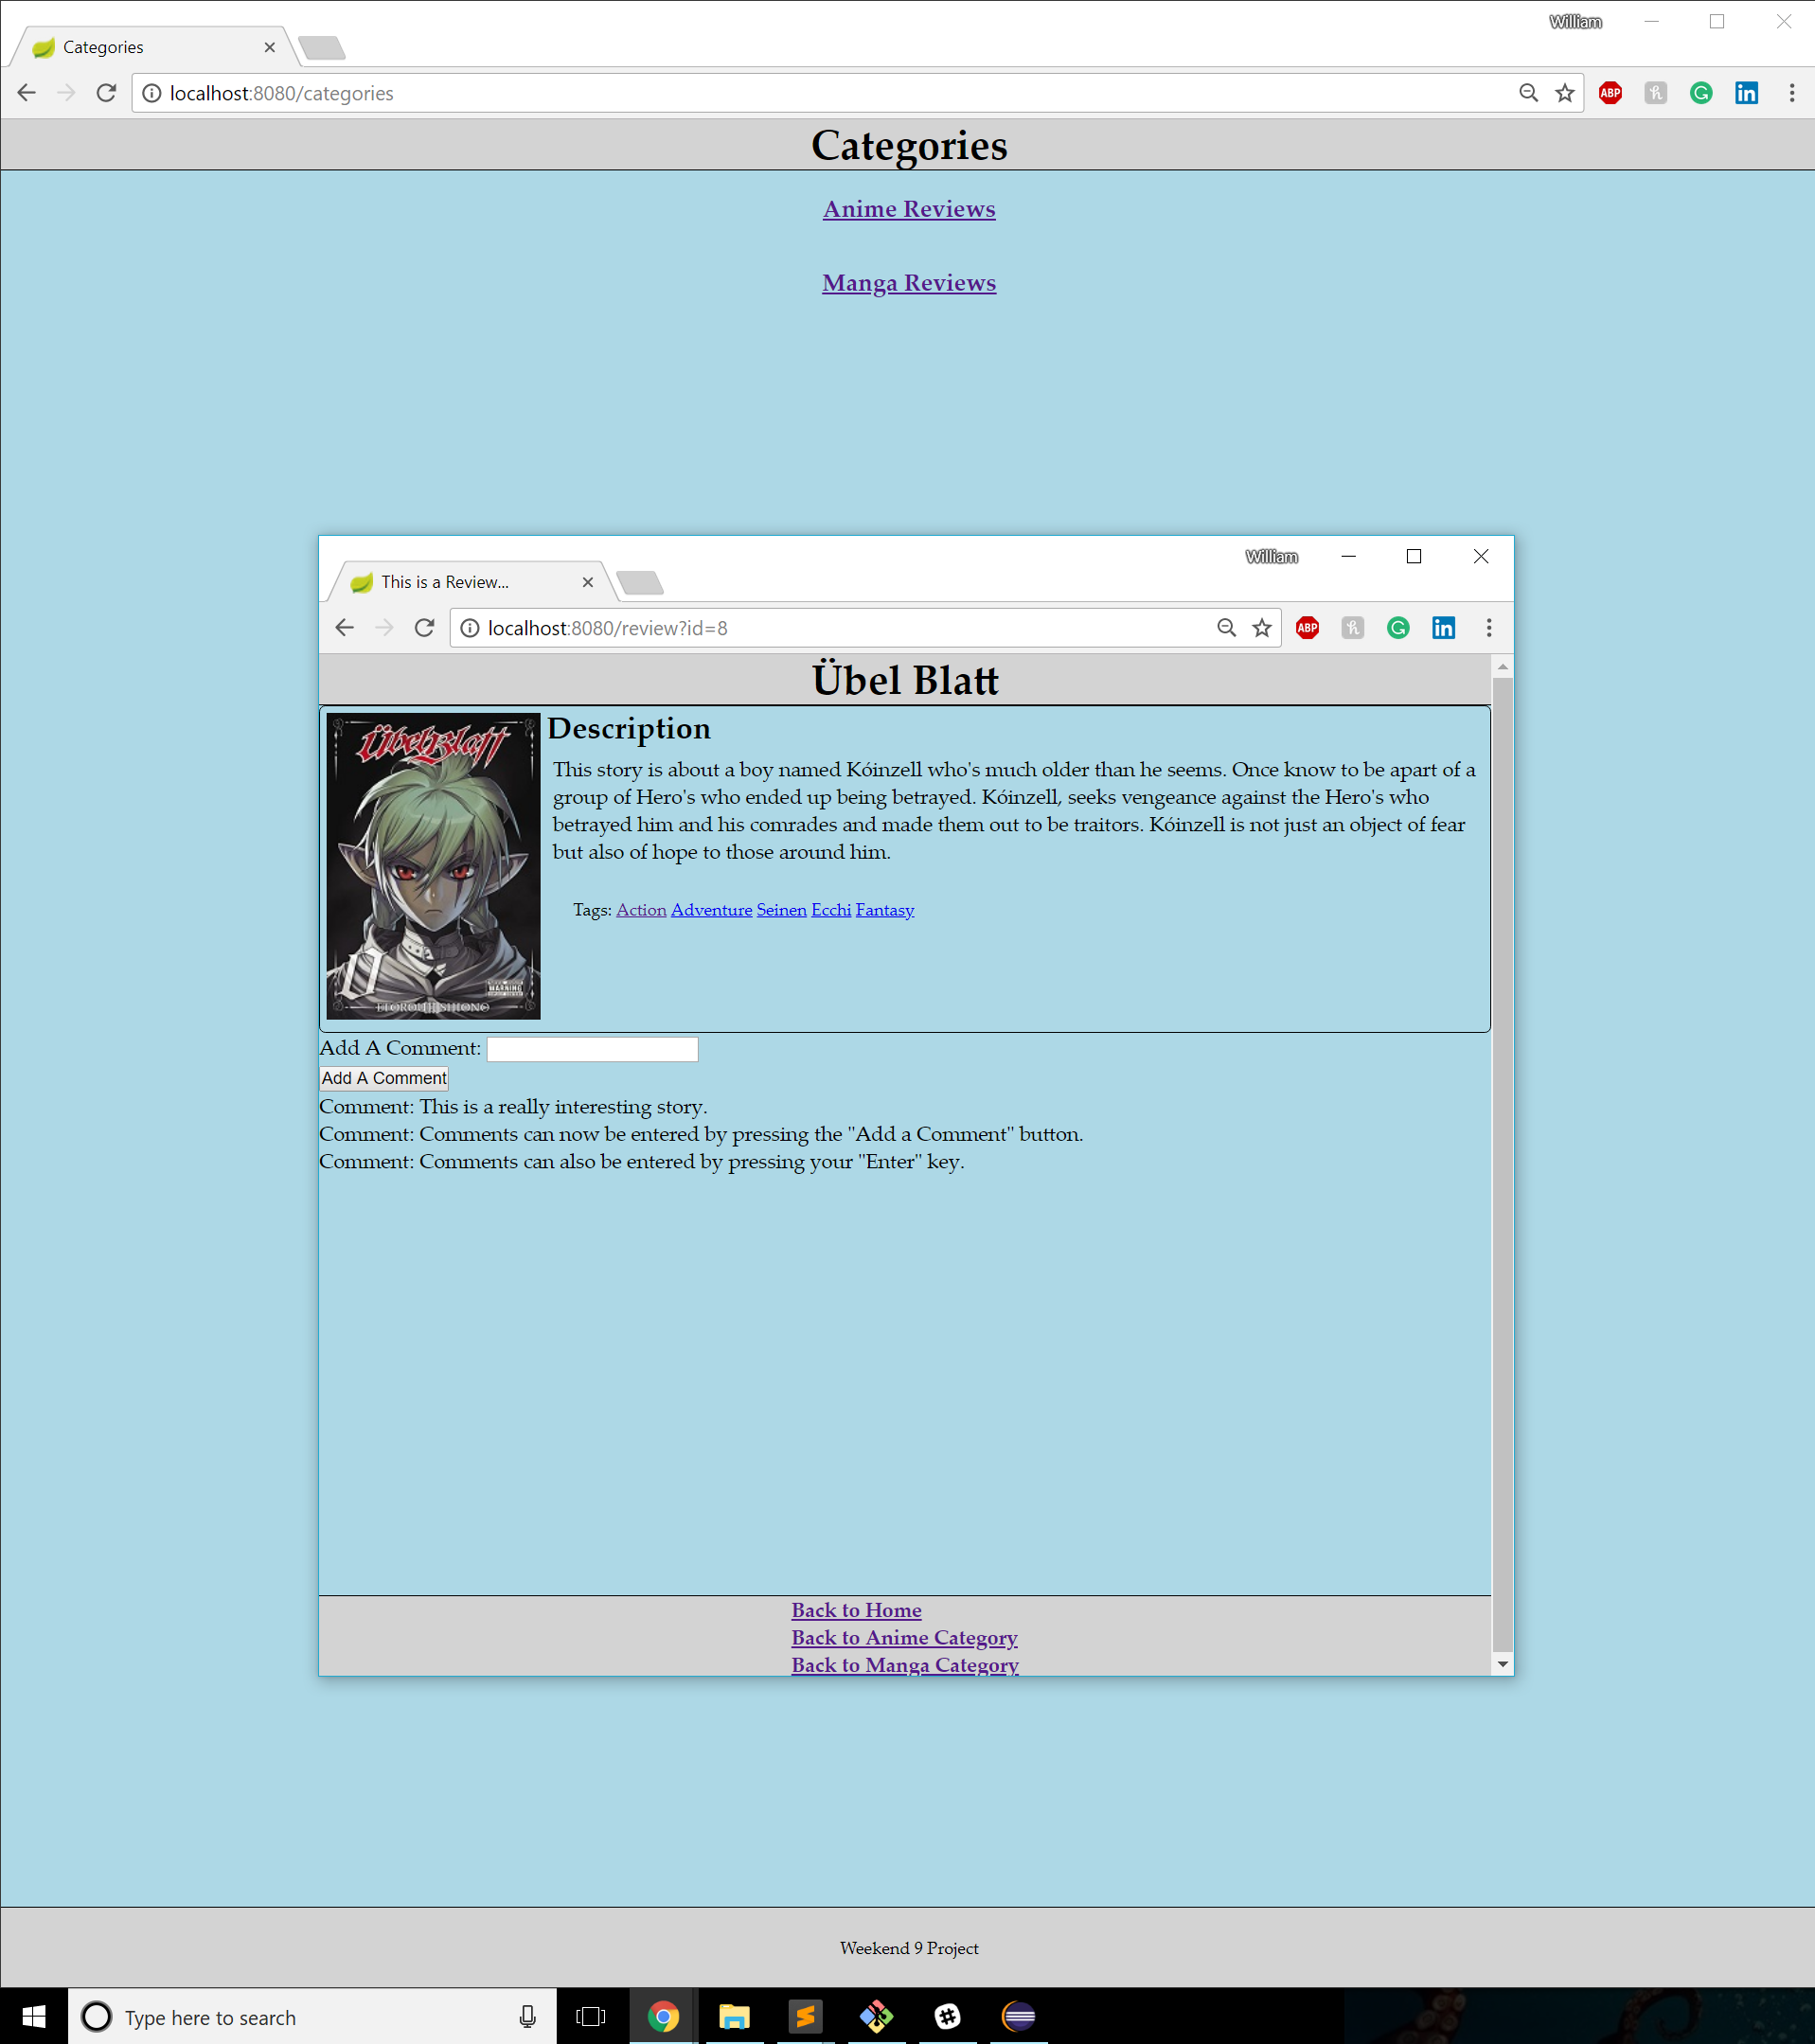 William
Categories
localhost:8080/categories
ABP
Categories
Anime Reviews
Manga Reviews
William
This is a Review...
localhost:8080/review?id=8
ABP
Übel Blatt
ÜbelBlatt
Description
This story is about a boy named Kóinzell who's much older than he seems. Once know to be apart of a
group of Hero's who ended up being betrayed. Kóinzell, seeks vengeance against the Hero's who
betrayed him and his comrades and made them out to be traitors. Kóinzell is not just an object of fear
but also of hope to those around him.
Tags: Action Adventure Seinen Ecchi Fantasy
0
WARNING
Add A Comment:
Add A Comment
Comment: This is a really interesting story.
Comment: Comments can now be entered by pressing the "Add a Comment" button.
Comment: Comments can also be entered by pressing your "Enter" key.
Back to Home
Back to Anime Category
Back to Manga Category
Weekend 9 Project
Type here to search